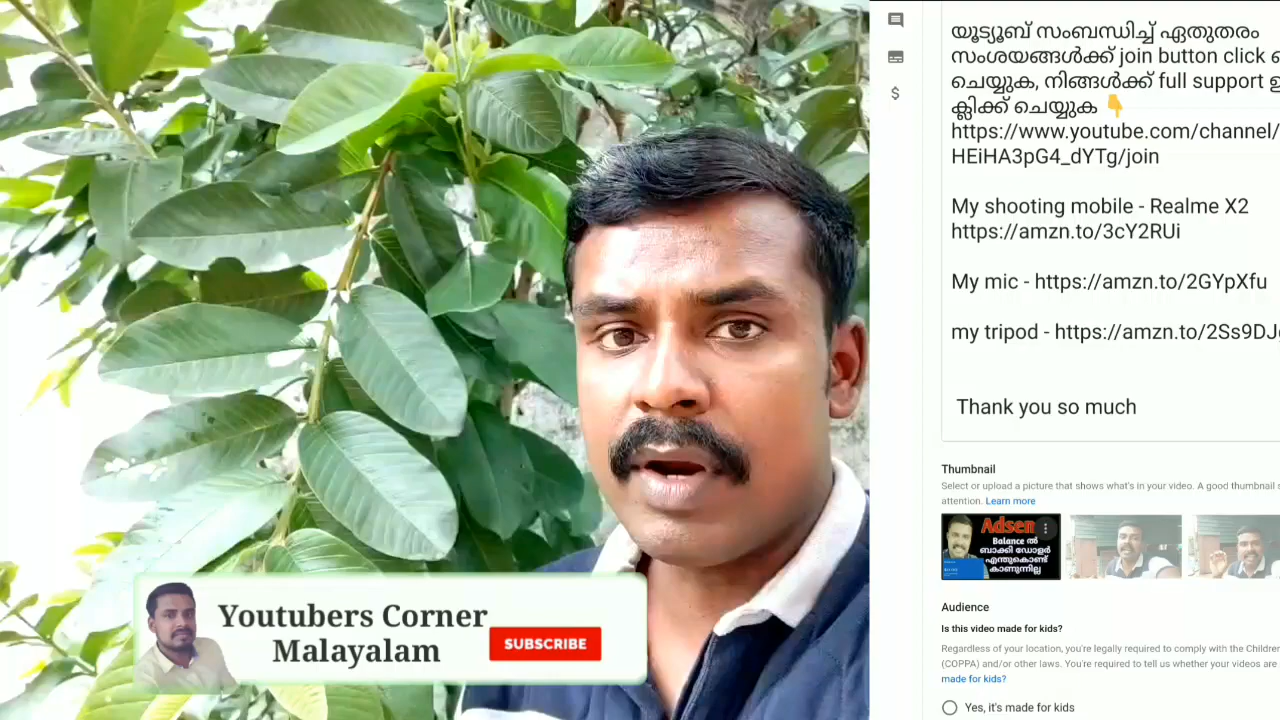 യൂട്യൂബ് സംബന്ധിച്ച് ഏതുതരം
സംശയങ്ങൾക്ക് join button click
ചെയ്യുക, നിങ്ങൾക്ക് full support
ക്ലിക്ക് ചെയ്യുക 👇
https://www.youtube.com/channel/
HEiHA3pG4_dYTg/join
My shooting mobile - Realme X2
https://amzn.to/3cY2RUi
My mic - https://amzn.to/2GYpXfu
my tripod - https://amzn.to/2Ss9DJ
Thank you so much
Thumbnail
Select or upload a picture that shows what's in your video. A good thumbnail
attention. Learn more
Adsen
Balance ൽ
ബാക്കി ഡോളർ
എന്തുകൊണ്ട്
കാണുന്നില്ല
Audience
Is this video made for kids?
Regardless of your location, you're legally required to comply with the Children
(COPPA) and/or other laws. You're required to tell us whether your videos are
made for kids?
Yes, it's made for kids
Youtubers Corner
Malayalam
SUBSCRIBE